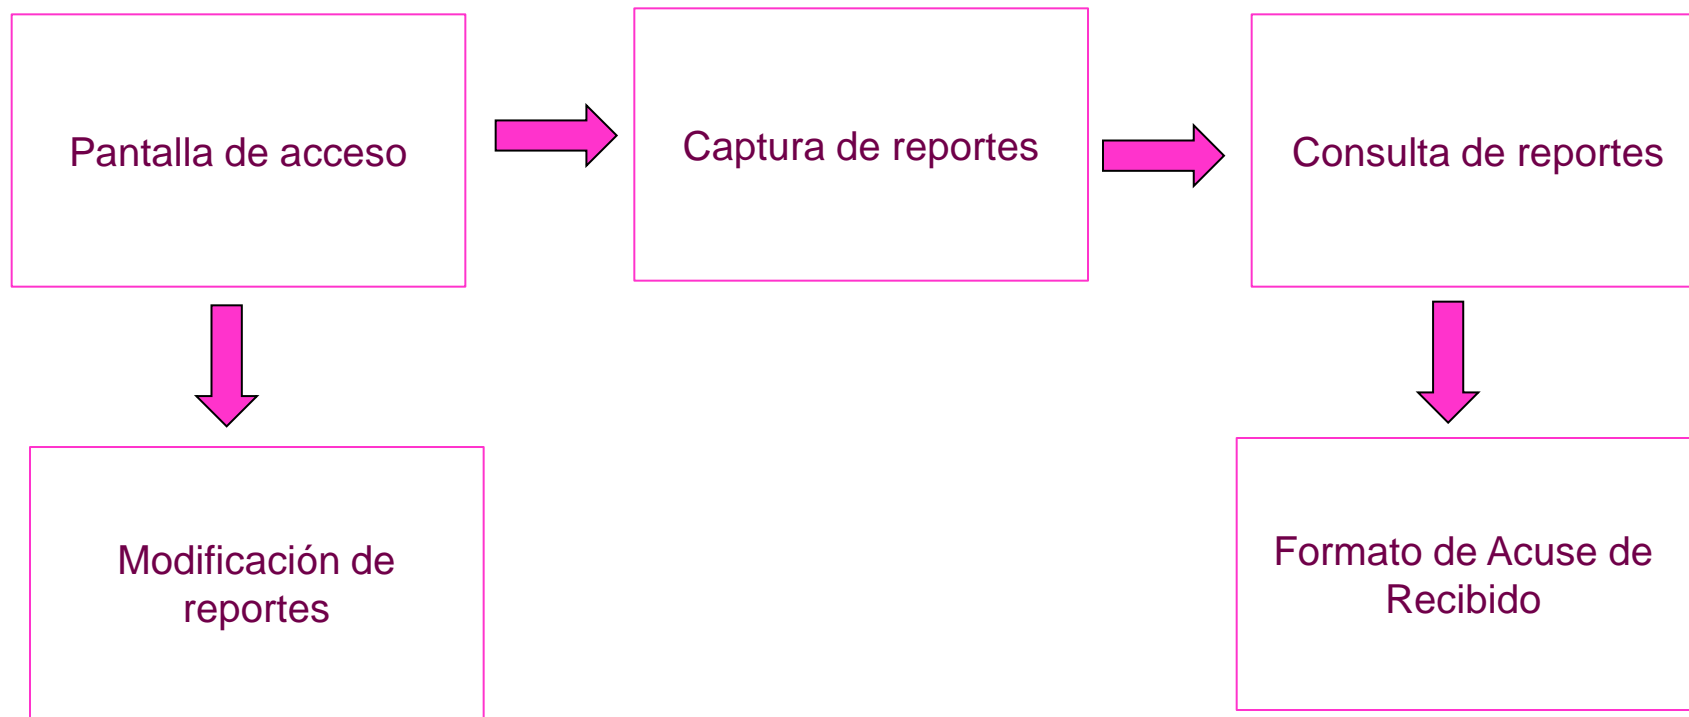 Pantalla de acceso
Captura de reportes
Consulta de reportes
Modificación de
reportes
Formato de Acuse de
Recibido